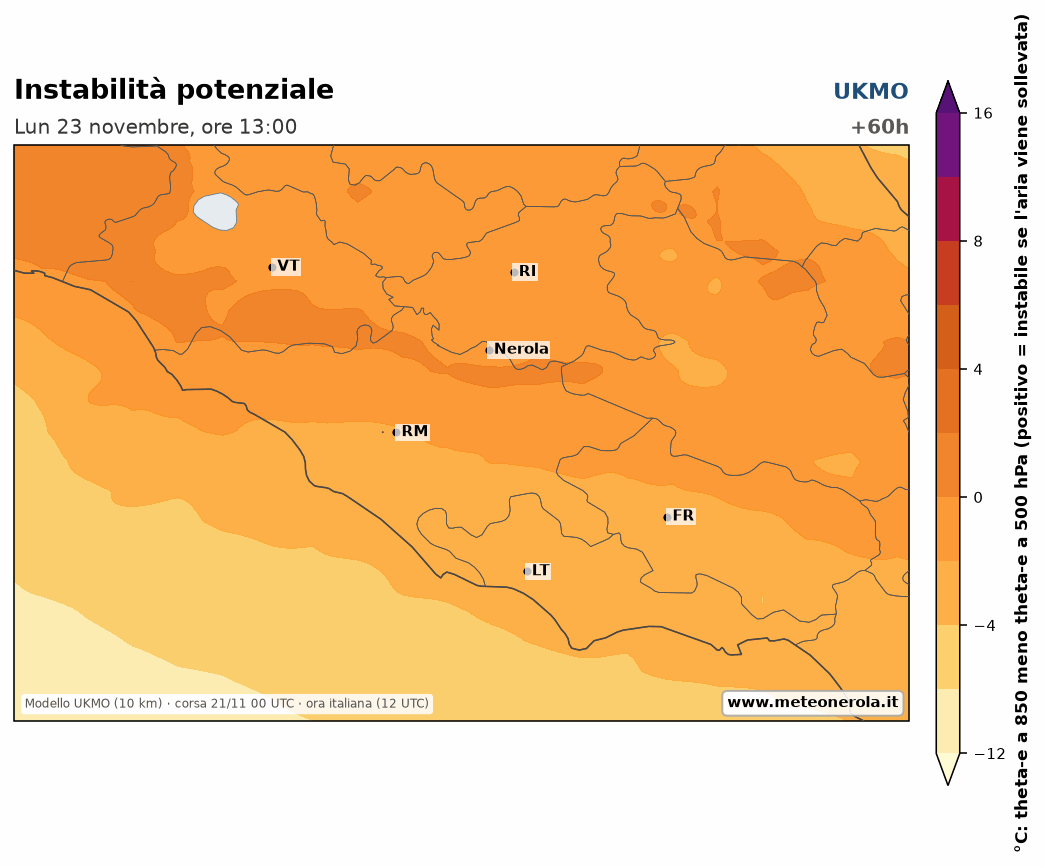 Instabilità potenziale
UKMO
Lun 23 novembre, ore 13:00
+60h
VT
RI
Nerola
RM
FR
LT
Modello UKMO (10 km) · corsa 21/11 00 UTC · ora italiana (12 UTC)
www.meteonerola.it
16
8
4
0
−4
−12
°C: theta-e a 850 meno theta-e a 500 hPa (positivo = instabile se l'aria viene sollevata)